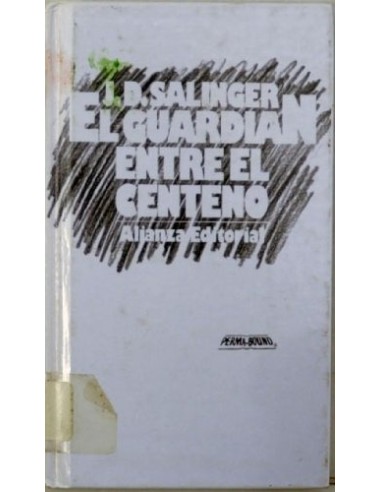 J. D. SALINGER
EL GUARDIAN
ENTRE EL
CENTENO
Alianza Editorial
PERMA-BOUND